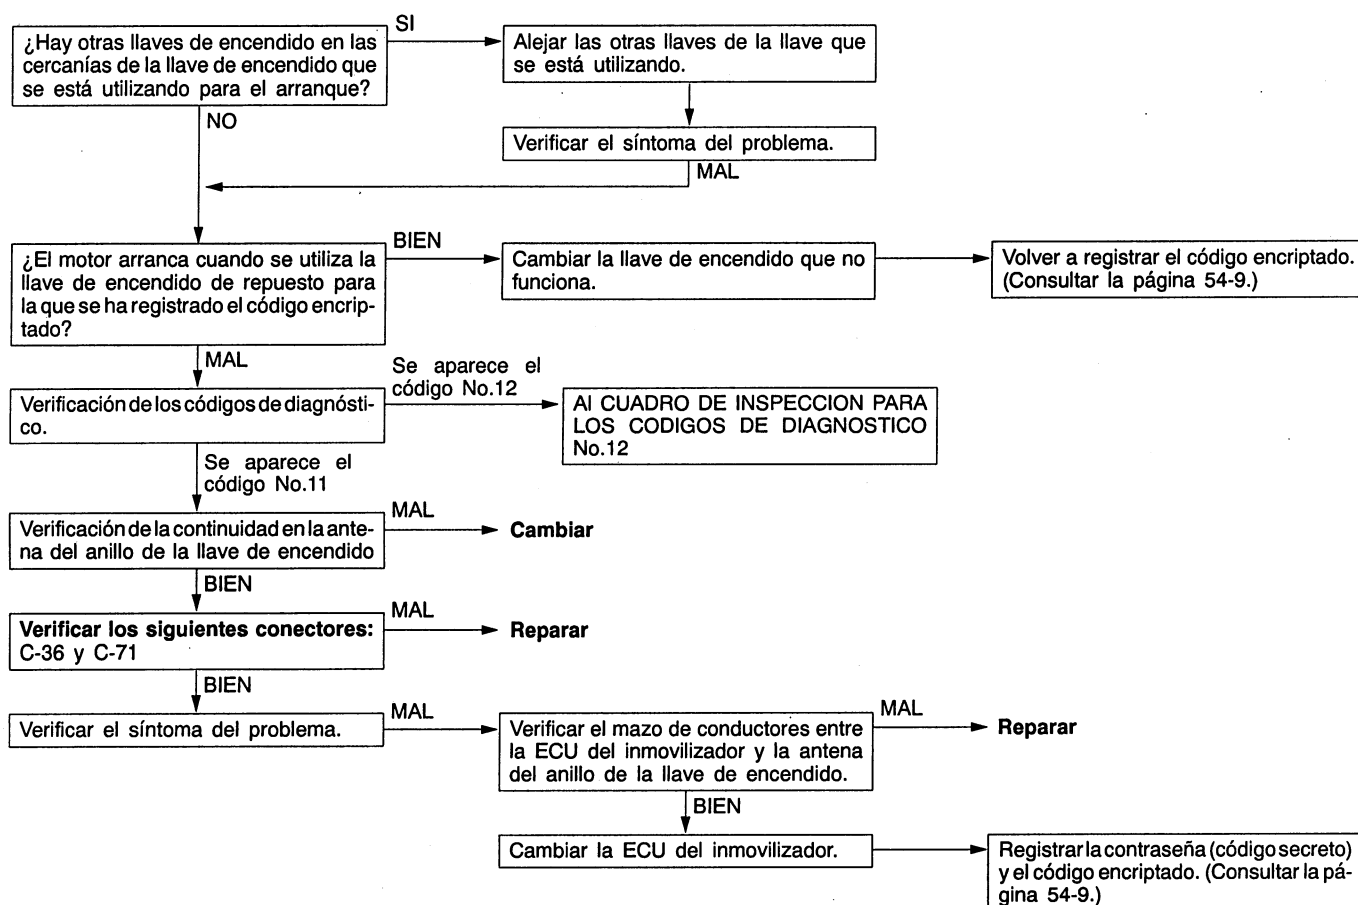 SI
¿Hay otras llaves de encendido en las
cercanías de la llave de encendido que
se está utilizando para el arranque?
Alejar las otras llaves de la llave que
se está utilizando.
NO
Verificar el síntoma del problema.
MAL
¿El motor arranca cuando se utiliza la
llave de encendido de repuesto para
la que se ha registrado el código encrip-
tado?
BIEN
Cambiar la llave de encendido que no
funciona.
Volver a registrar el código encriptado.
(Consultar la página 54-9.)
MAL
Verificación de los códigos de diagnósti-
co.
Se aparece el
código No.12
Al CUADRO DE INSPECCION PARA
LOS CODIGOS DE DIAGNOSTICO
No.12
Se aparece el
código No.11
Verificación de la continuidad en la ante-
na del anillo de la llave de encendido
MAL
Cambiar
BIEN
Verificar los siguientes conectores:
C-36 y C-71
MAL
Reparar
BIEN
Verificar el síntoma del problema.
MAL
Verificar el mazo de conductores entre
la ECU del inmovilizador y la antena
del anillo de la llave de encendido.
MAL
Reparar
BIEN
Cambiar la ECU del inmovilizador.
Registrar la contraseña (código secreto)
y el código encriptado. (Consultar la pá-
gina 54-9.)